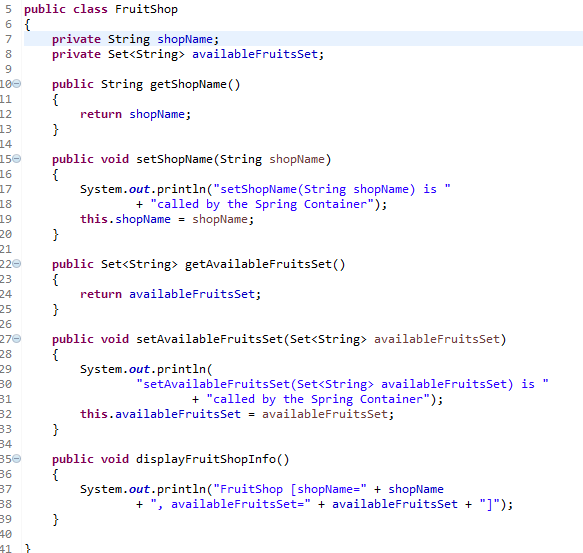 5 public class FruitShop
6 {
7     private String shopName;
8     private Set<String> availableFruitsSet;
9
10     public String getShopName()
11     {
12         return shopName;
13     }
14
15     public void setShopName(String shopName)
16     {
17         System.out.println("setShopName(String shopName) is "
18                 + "called by the Spring Container");
19         this.shopName = shopName;
20     }
21
22     public Set<String> getAvailableFruitsSet()
23     {
24         return availableFruitsSet;
25     }
26
27     public void setAvailableFruitsSet(Set<String> availableFruitsSet)
28     {
29         System.out.println(
30                 "setAvailableFruitsSet(Set<String> availableFruitsSet) is "
31                         + "called by the Spring Container");
32         this.availableFruitsSet = availableFruitsSet;
33     }
34
35     public void displayFruitShopInfo()
36     {
37         System.out.println("FruitShop [shopName=" + shopName
38                 + ", availableFruitsSet=" + availableFruitsSet + "]");
39     }
40
41 }